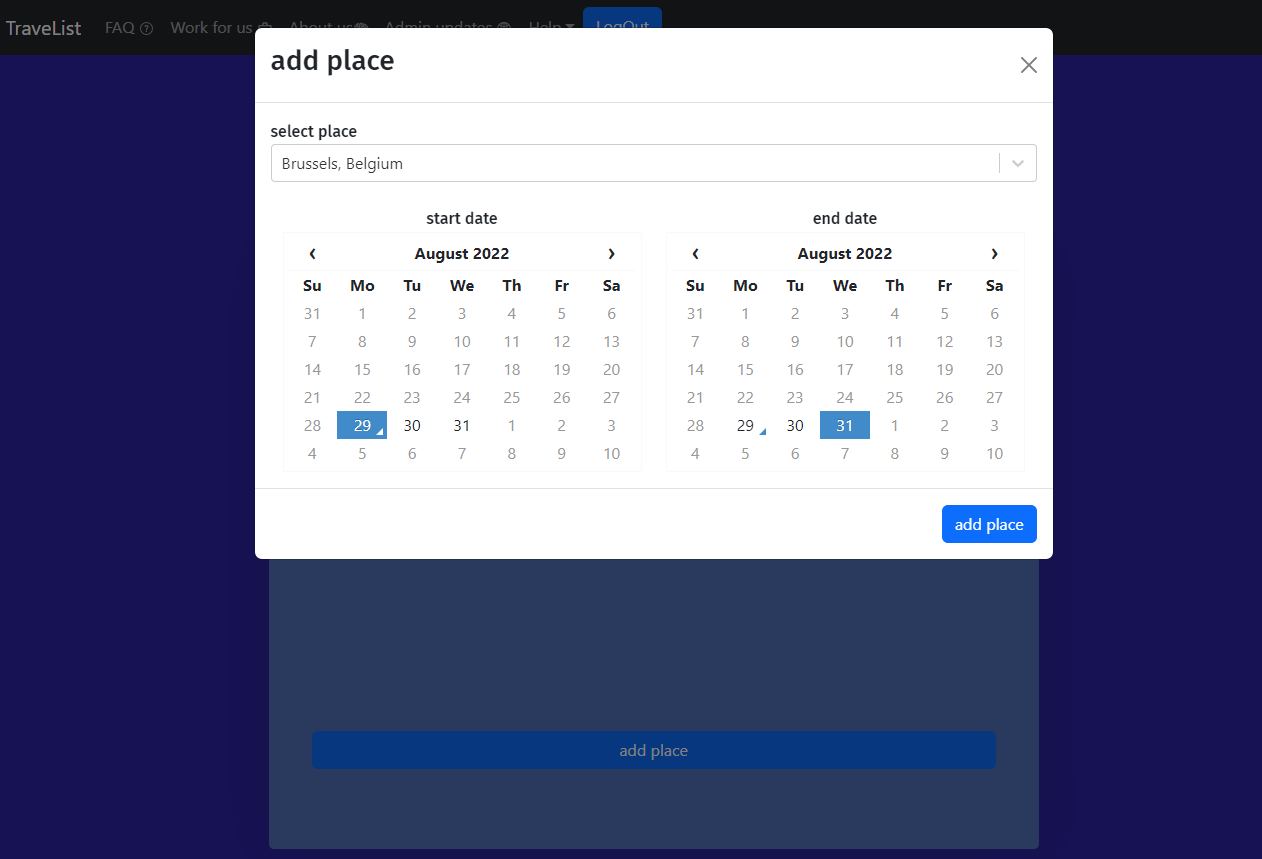 TraveList FAQ Work for us About us Admin updates Help LogOut
add place
select place
Brussels, Belgium
start date end date
‹ August 2022 › ‹ August 2022 ›
Su Mo Tu We Th Fr Sa Su Mo Tu We Th Fr Sa
31 1 2 3 4 5 6 31 1 2 3 4 5 6
7 8 9 10 11 12 13 7 8 9 10 11 12 13
14 15 16 17 18 19 20 14 15 16 17 18 19 20
21 22 23 24 25 26 27 21 22 23 24 25 26 27
28 29 30 31 1 2 3 28 29 30 31 1 2 3
4 5 6 7 8 9 10 4 5 6 7 8 9 10
add place
add place